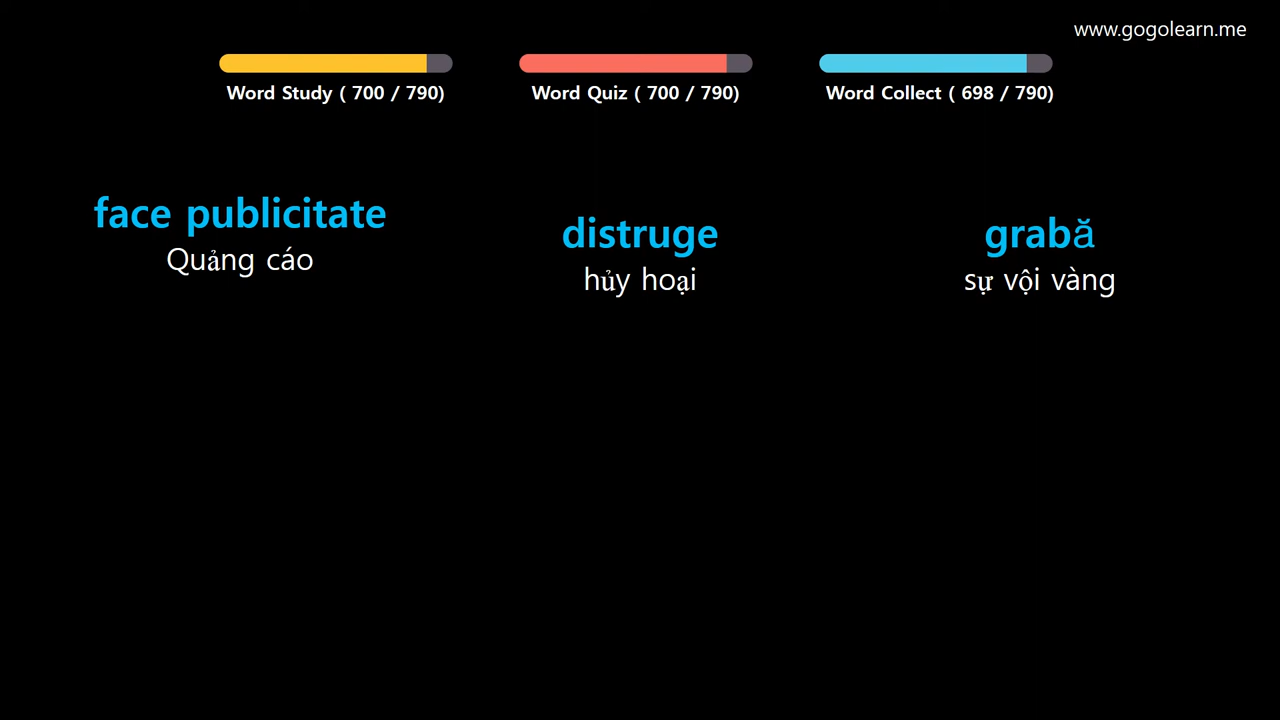 www.gogolearn.me
Word Study ( 700 / 790)
Word Quiz ( 700 / 790)
Word Collect ( 698 / 790)
face publicitate
Quảng cáo
distruge
hủy hoại
grabă
sự vội vàng